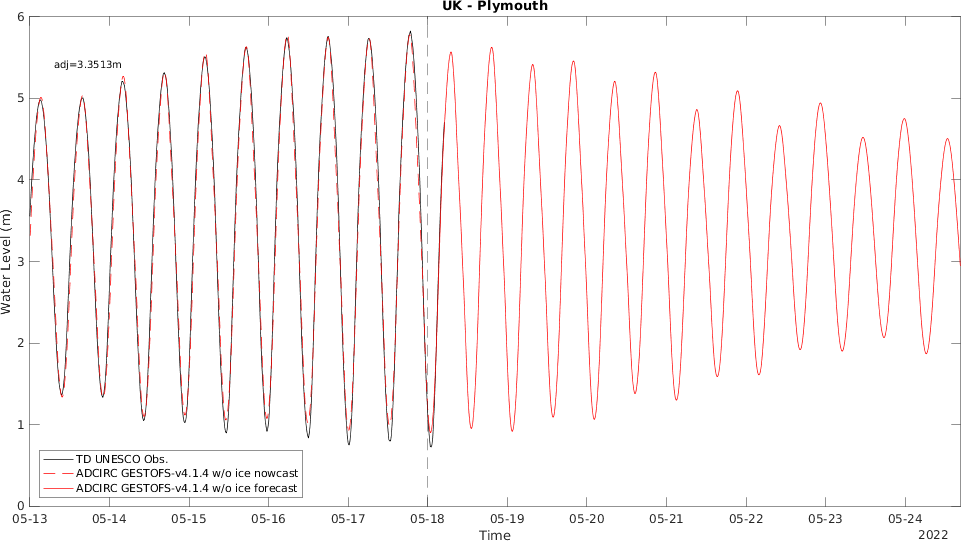 UK - Plymouth
6
adj=3.3513m
5
4
3
2
1
0
Water Level (m)
TD UNESCO Obs.
ADCIRC GESTOFS-v4.1.4 w/o ice nowcast
ADCIRC GESTOFS-v4.1.4 w/o ice forecast
05-13 05-14 05-15 05-16 05-17 05-18 05-19 05-20 05-21 05-22 05-23 05-24
Time
2022